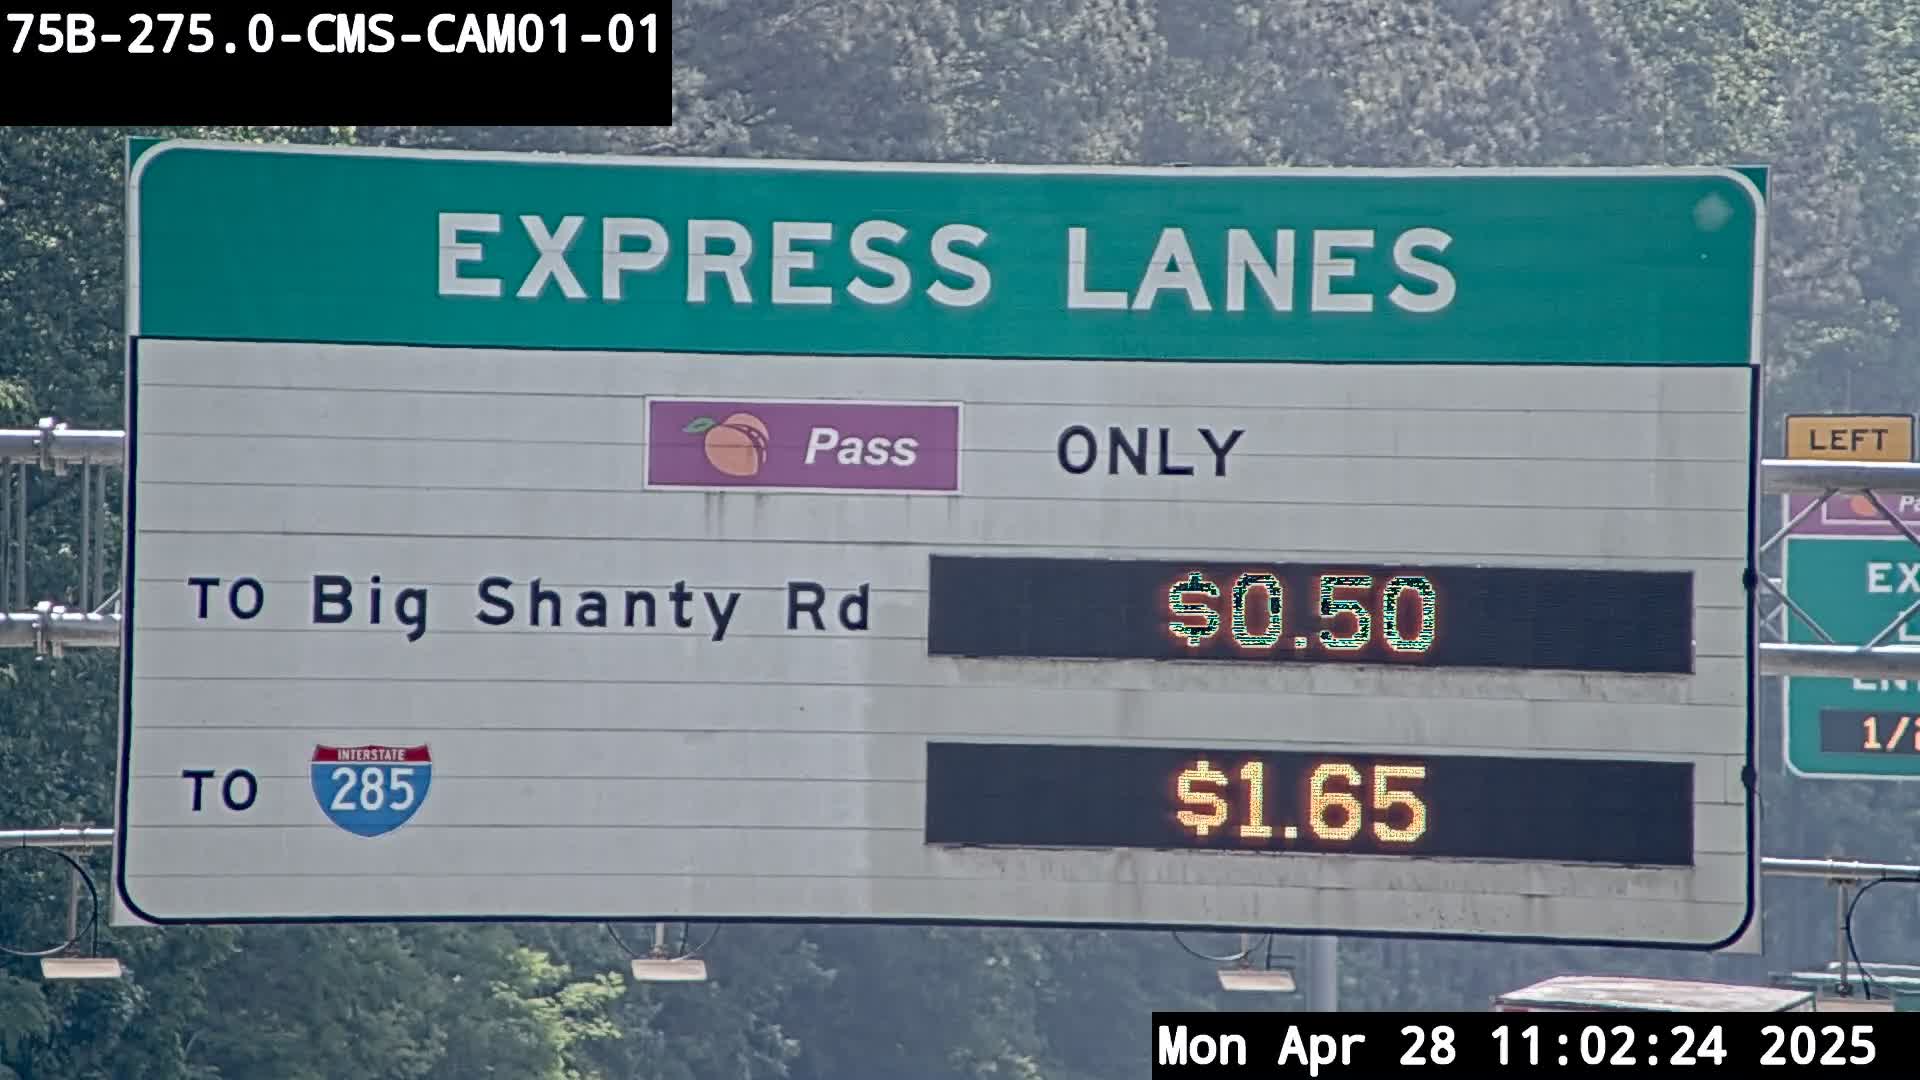 75B-275.0-CMS-CAM01-01
EXPRESS LANES
Pass ONLY
LEFT
TO Big Shanty Rd $0.50
TO INTERSTATE 285 $1.65
Mon Apr 28 11:02:24 2025